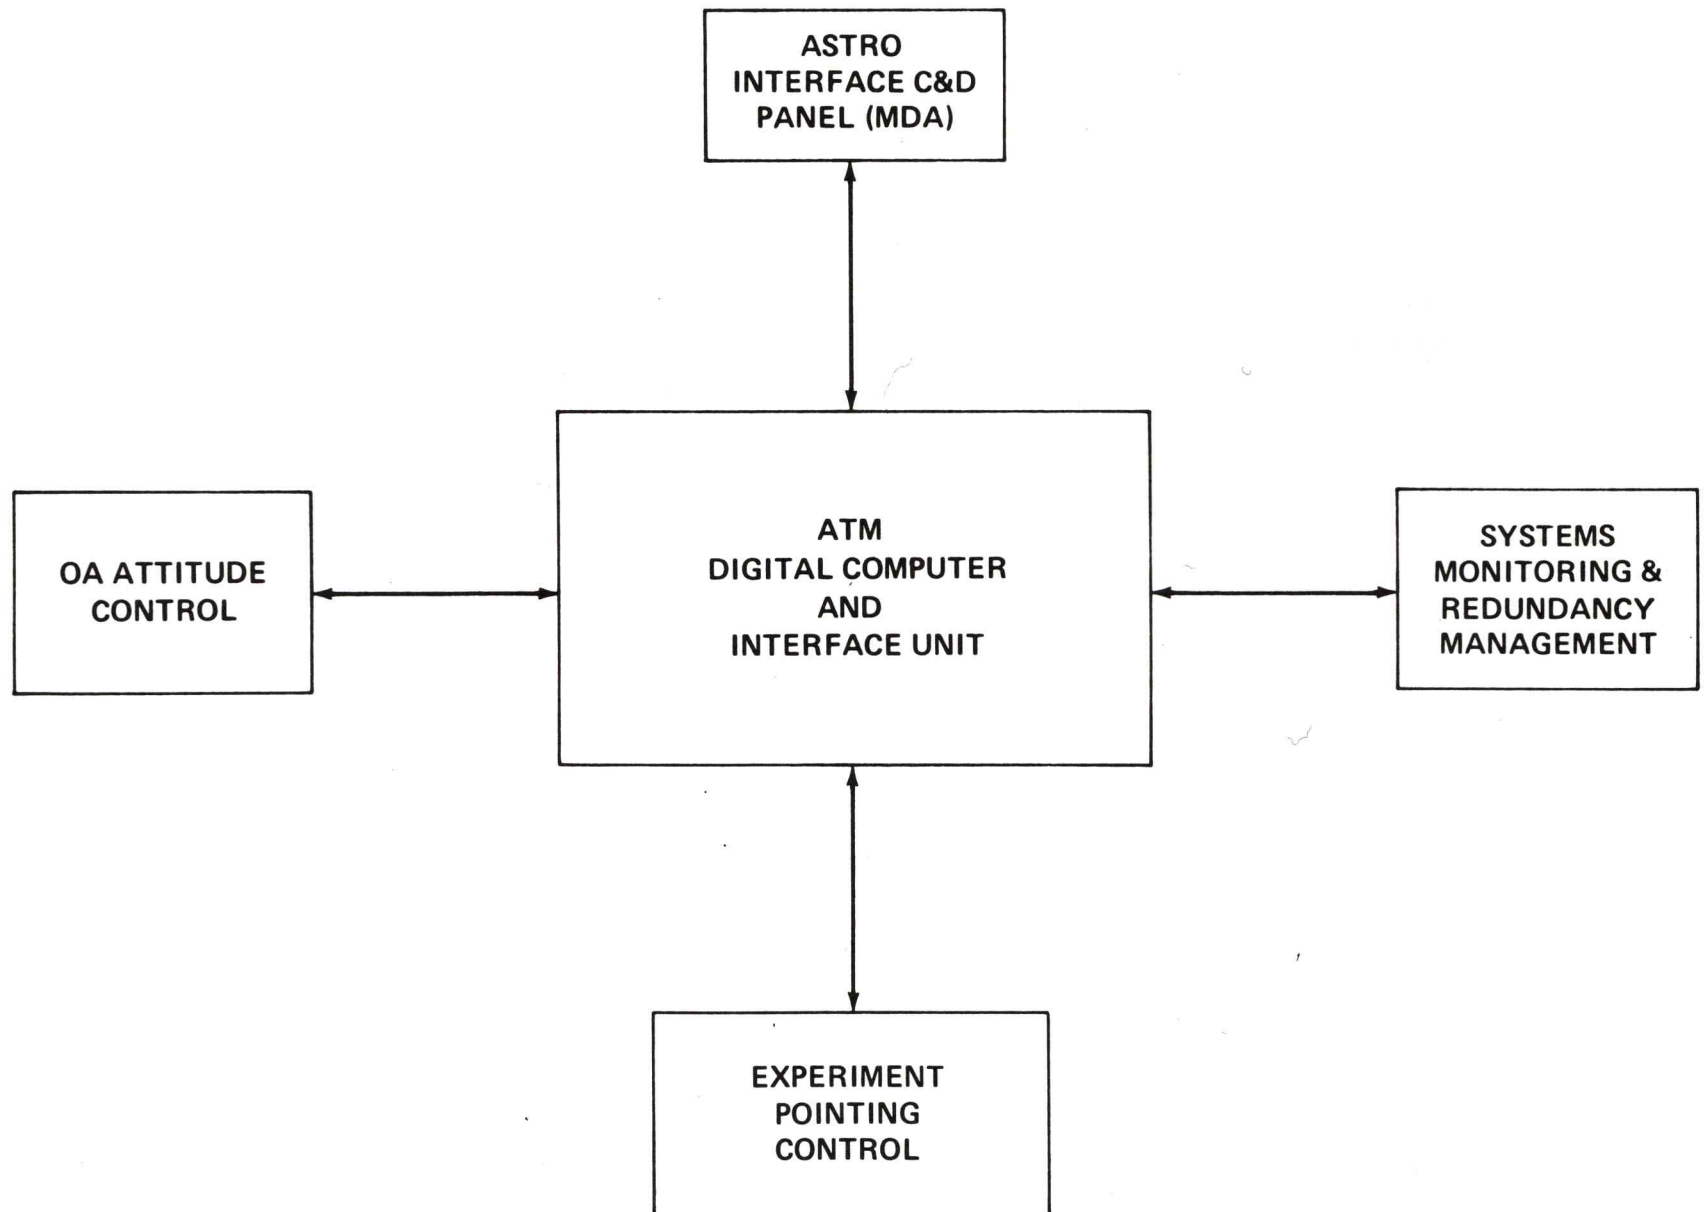 ASTRO
INTERFACE C&D
PANEL (MDA)
OA ATTITUDE
CONTROL
ATM
DIGITAL COMPUTER
AND
INTERFACE UNIT
SYSTEMS
MONITORING &
REDUNDANCY
MANAGEMENT
EXPERIMENT
POINTING
CONTROL